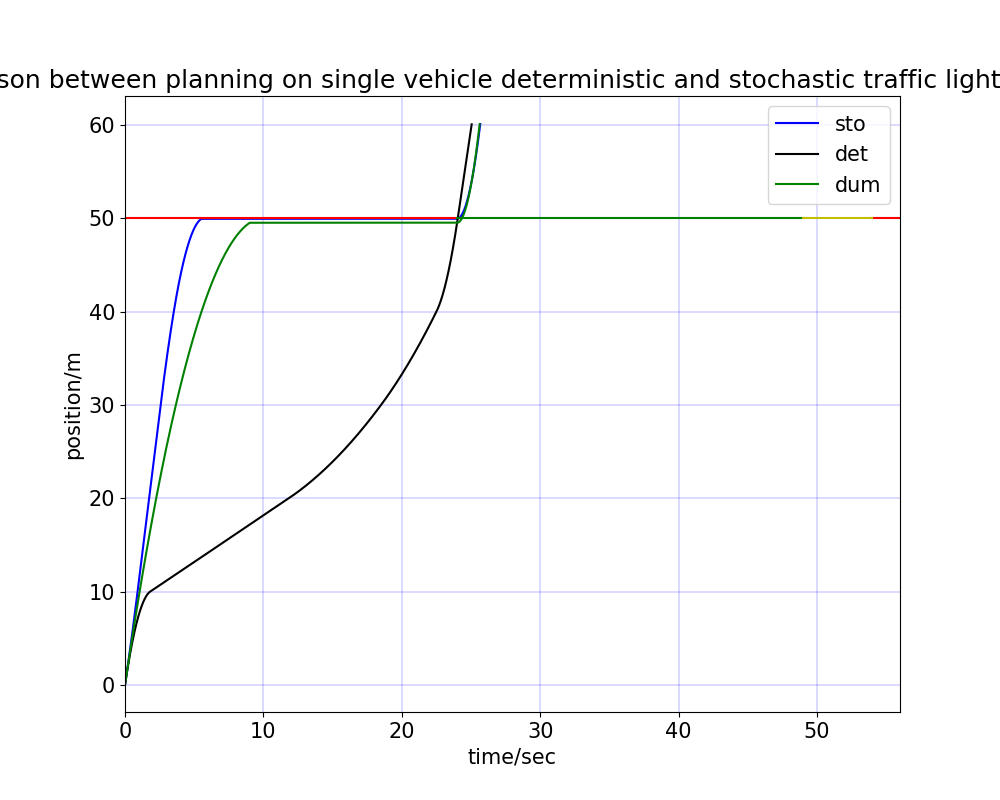 son between planning on single vehicle deterministic and stochastic traffic light
sto
det
dum
60
50
40
30
20
10
0
position/m
0 10 20 30 40 50
time/sec